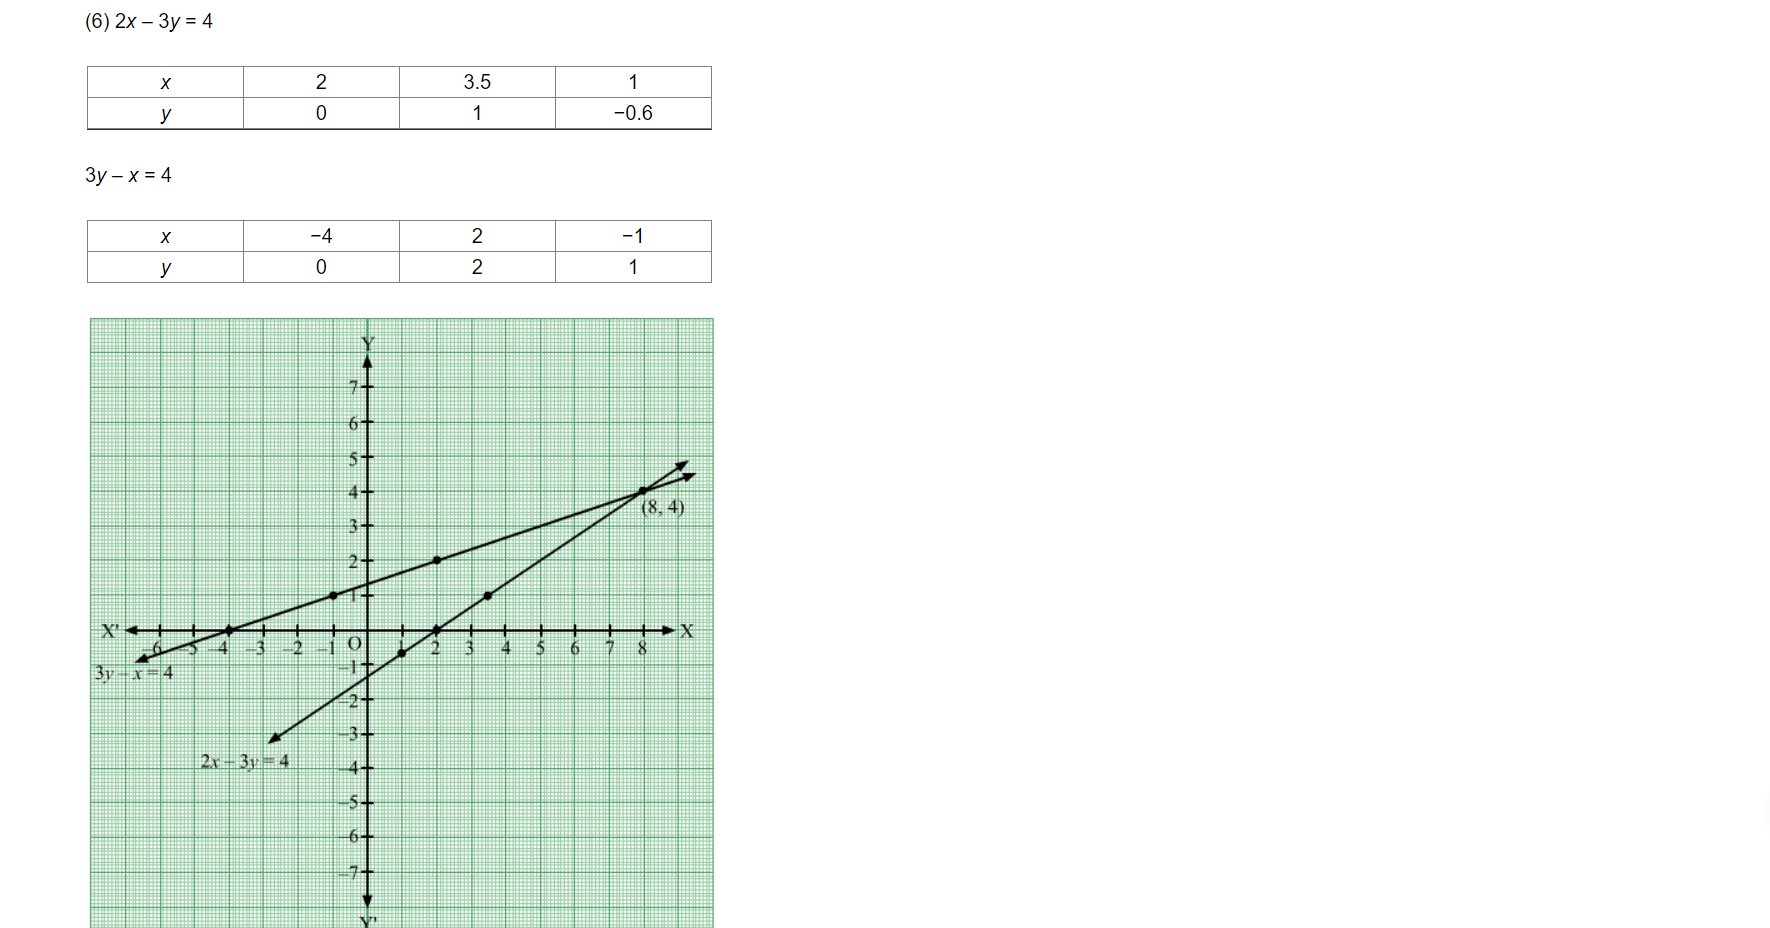 (6) 2x – 3y = 4
x 2 3.5 1
y 0 1 −0.6
3y – x = 4
x −4 2 −1
y 0 2 1
Y
7
6
5
4
(8, 4)
3
2
1
X' X
–6 –5 –4 –3 –2 –1 O 1 2 3 4 5 6 7 8
–1
3y – x = 4
–2
–3
2x – 3y = 4
–4
–5
–6
–7
Y'